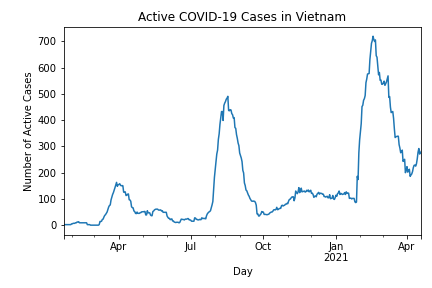 Active COVID-19 Cases in Vietnam
Number of Active Cases
700
600
500
400
300
200
100
0
Apr
Jul
Oct
Jan
2021
Apr
Day